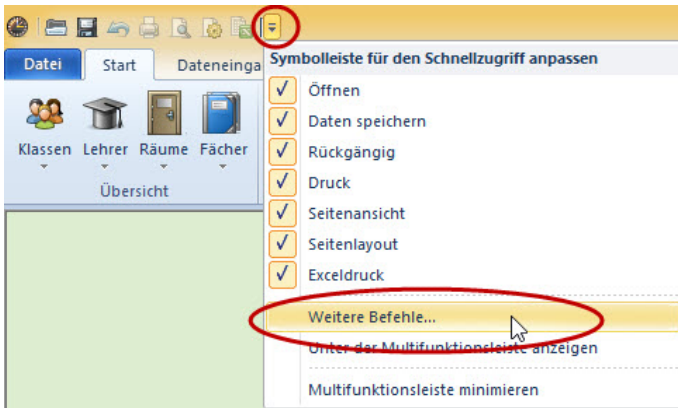 Datei
Start
Dateneinga
Klassen
Lehrer
Räume
Fächer
Übersicht
Symbolleiste für den Schnellzugriff anpassen
Öffnen
Daten speichern
Rückgängig
Druck
Seitenansicht
Seitenlayout
Exceldruck
Weitere Befehle...
Unter der Multifunktionsleiste anzeigen
Multifunktionsleiste minimieren